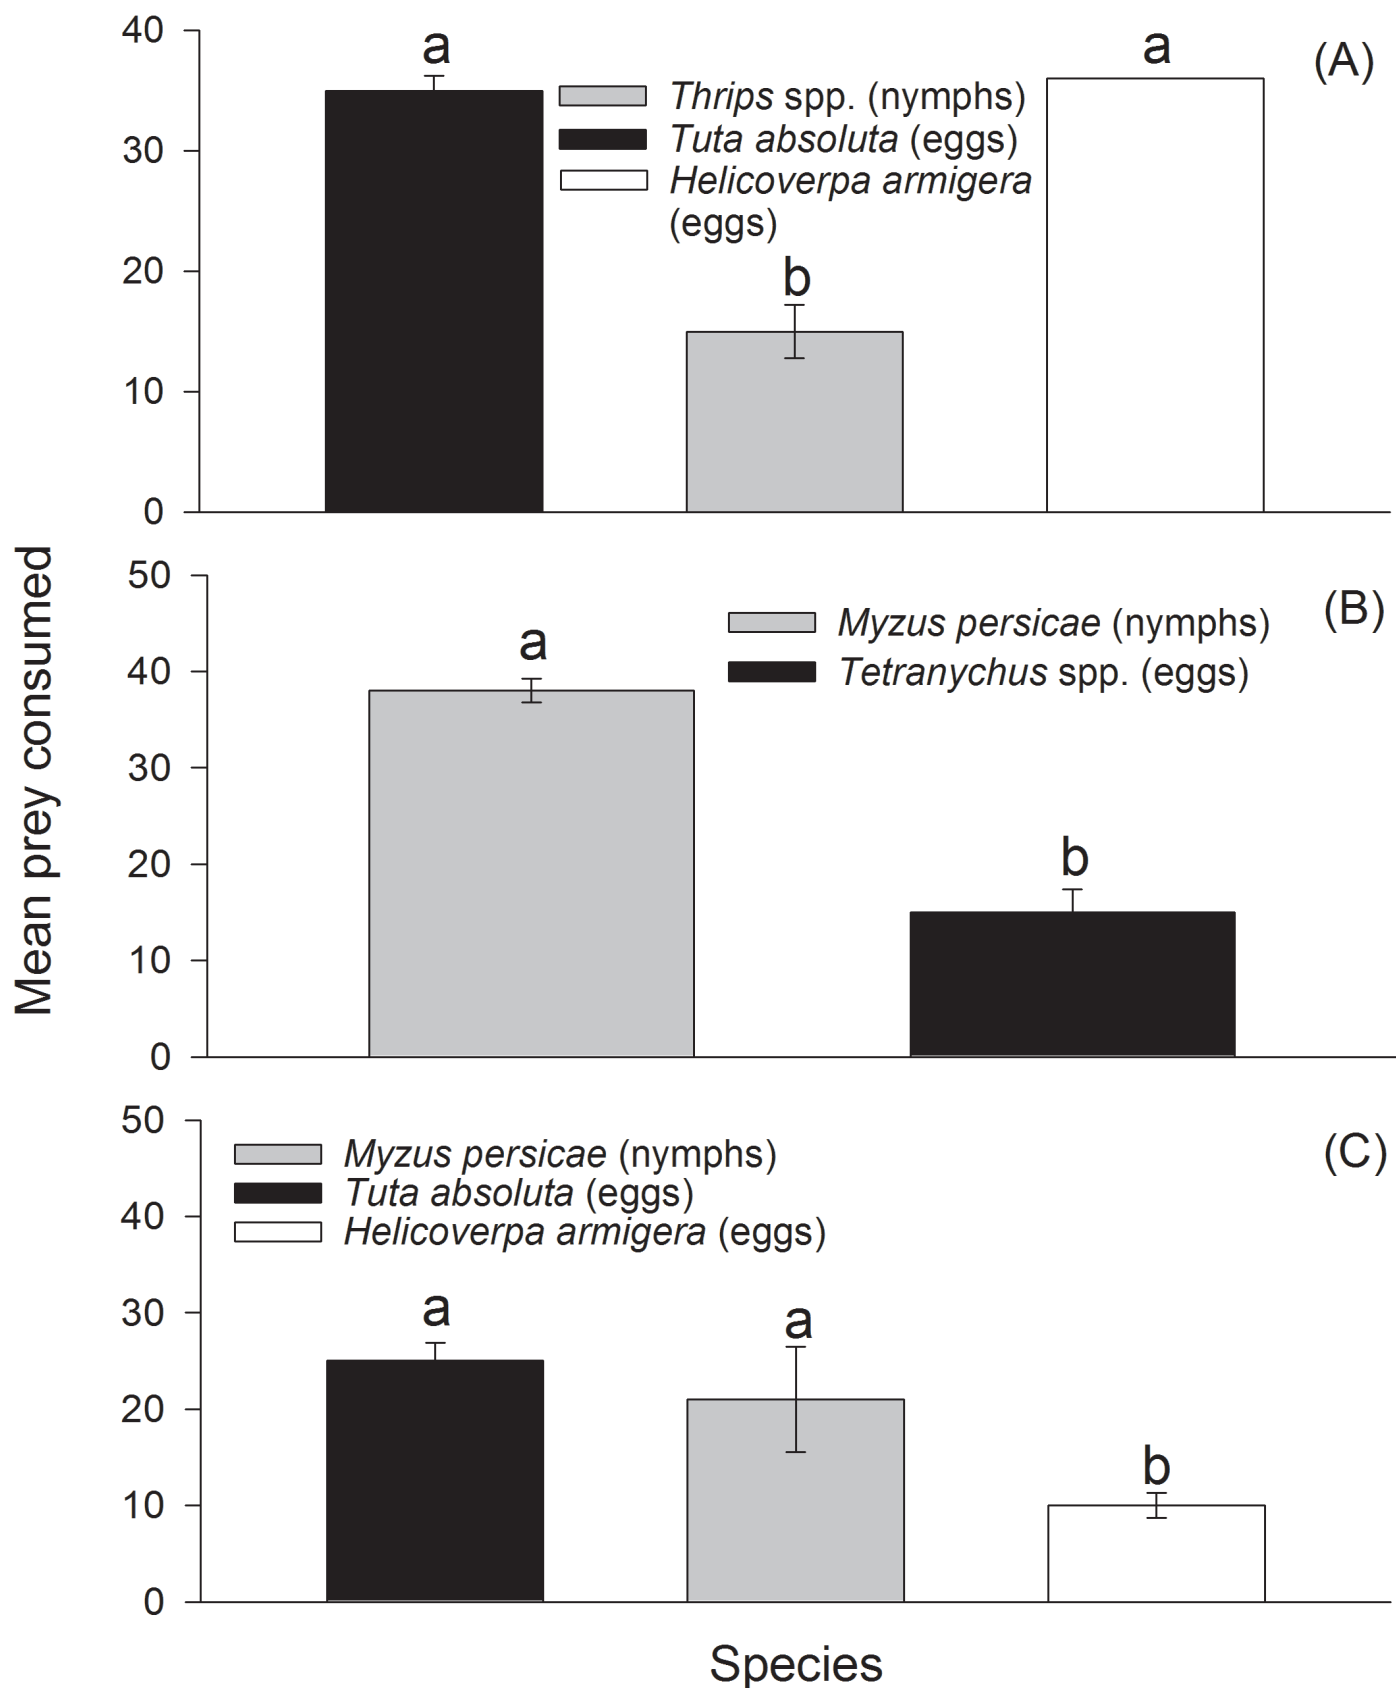 40
30
20
10
0
a
b
a
(A)
Thrips spp. (nymphs)
Tuta absoluta (eggs)
Helicoverpa armigera
(eggs)
Mean prey consumed
50
40
30
20
10
0
a
b
(B)
Myzus persicae (nymphs)
Tetranychus spp. (eggs)
50
40
30
20
10
0
(C)
Myzus persicae (nymphs)
Tuta absoluta (eggs)
Helicoverpa armigera (eggs)
a
a
b
Species